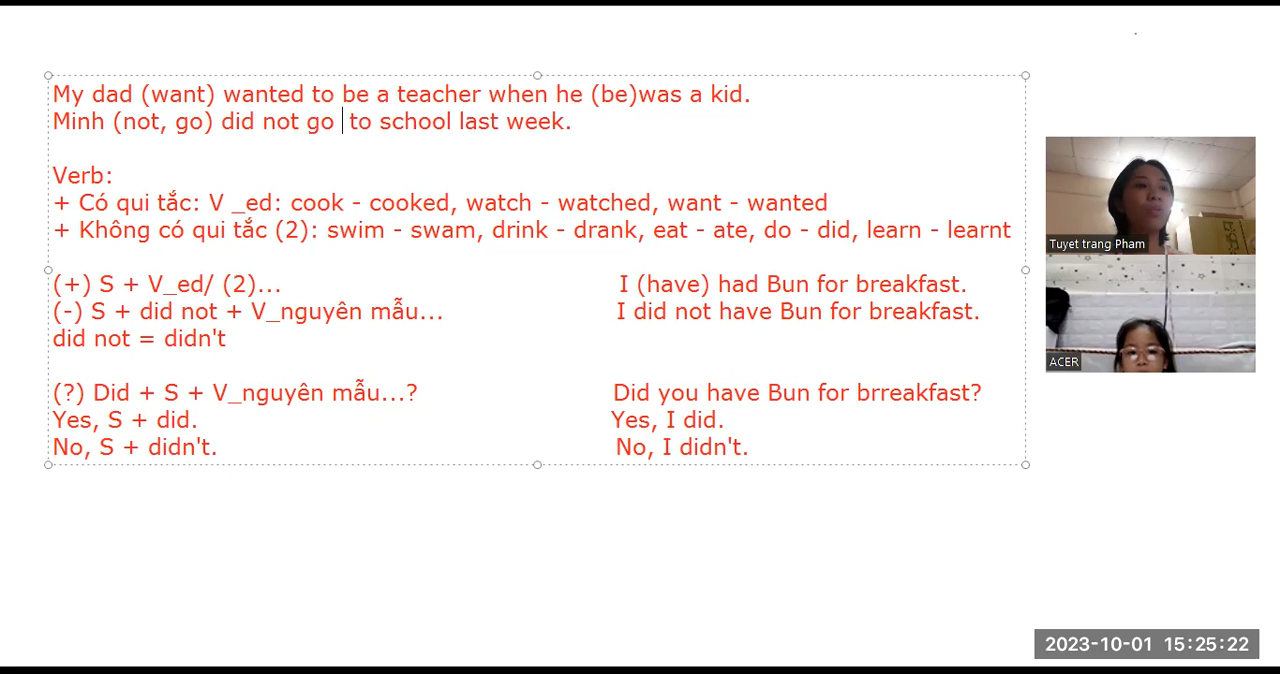 My dad (want) wanted to be a teacher when he (be)was a kid.
Minh (not, go) did not go to school last week.
Verb:
+ Có qui tắc: V _ed: cook - cooked, watch - watched, want - wanted
+ Không có qui tắc (2): swim - swam, drink - drank, eat - ate, do - did, learn - learnt
(+) S + V_ed/ (2)... I (have) had Bun for breakfast.
(-) S + did not + V_nguyên mẫu... I did not have Bun for breakfast.
did not = didn't
(?) Did + S + V_nguyên mẫu...? Did you have Bun for brreakfast?
Yes, S + did. Yes, I did.
No, S + didn't. No, I didn't.
Tuyet trang Pham
ACER
2023-10-01 15:25:22